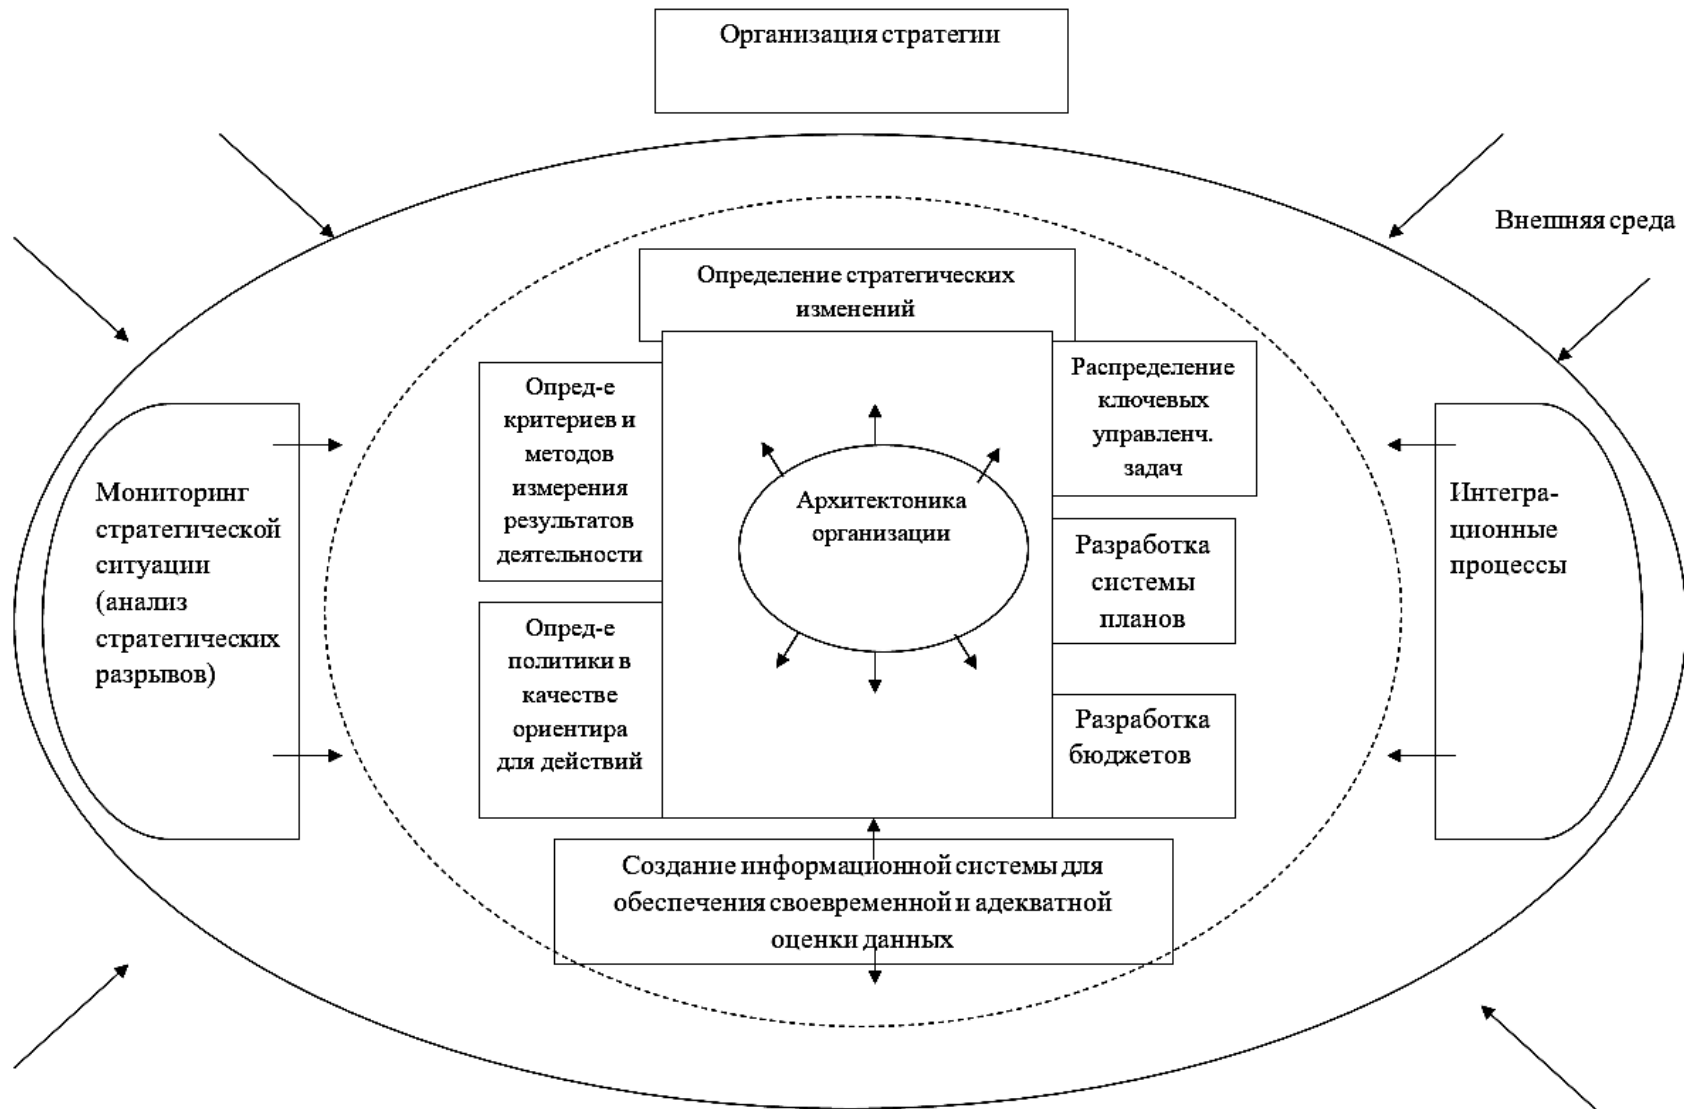 Организация стратегии
Внешняя среда
Определение стратегических
изменений
Опред-е
критериев и
методов
измерения
результатов
деятельности
Распределение
ключевых
управленч.
задач
Мониторинг
стратегической
ситуации
(анализ
стратегических
разрывов)
Архитектоника
организации
Интегра-
ционные
процессы
Разработка
системы
планов
Опред-е
политики в
качестве
ориентира
для действий
Разработка
бюджетов
Создание информационной системы для
обеспечения своевременной и адекватной
оценки данных